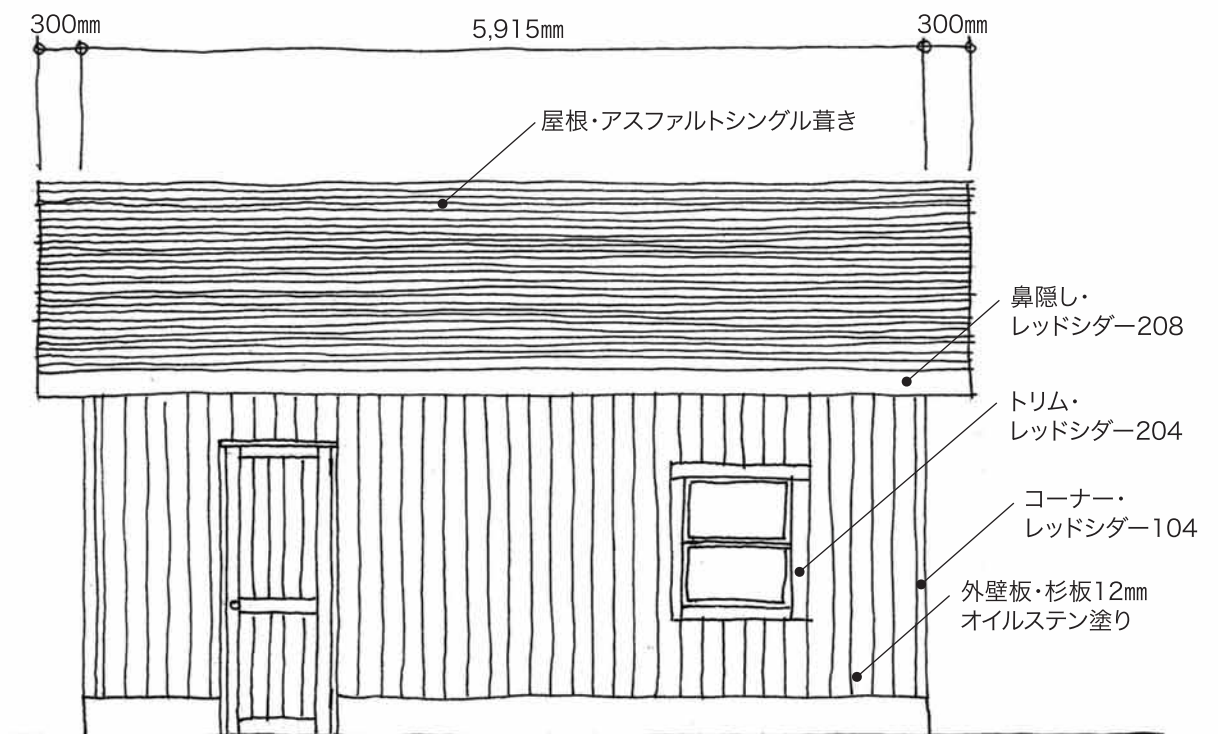 300㎜
5,915㎜
300㎜
屋根・アスファルトシングル葺き
鼻隠し・
レッドシダー208
トリム・
レッドシダー204
コーナー・
レッドシダー104
外壁板・杉板12㎜
オイルステン塗り